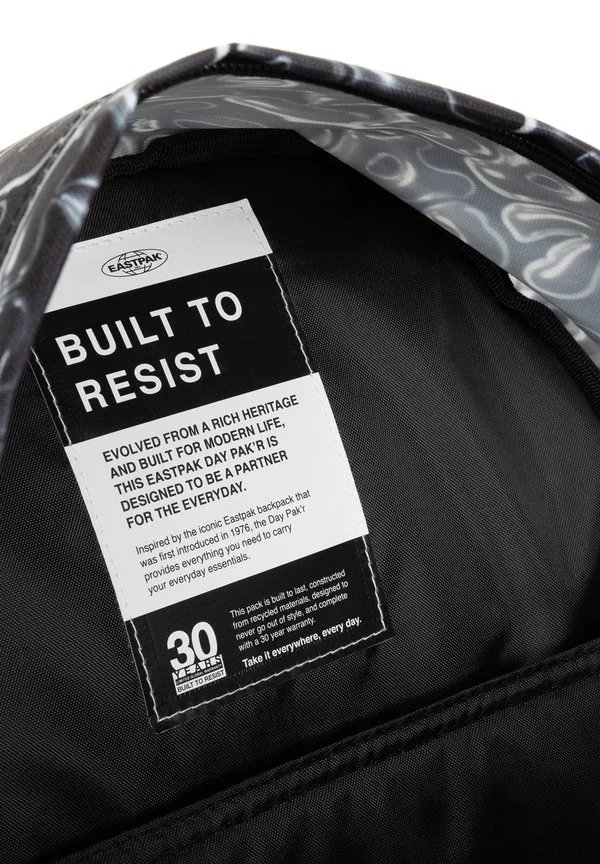 EASTPAK
BUILT TO
RESIST
EVOLVED FROM A RICH HERITAGE
AND BUILT FOR MODERN LIFE,
THIS EASTPAK DAY PAK'R IS
DESIGNED TO BE A PARTNER
FOR THE EVERYDAY.
Inspired by the iconic Eastpak backpack that
was first introduced in 1976, the Day Pak'r
provides everything you need to carry
your everyday essentials.
This pack is built to last, constructed
from recycled materials, designed to
never go out of style, and complete
with a 30 year warranty.
Take it everywhere, every day.
30
YEARS
BUILT TO RESIST